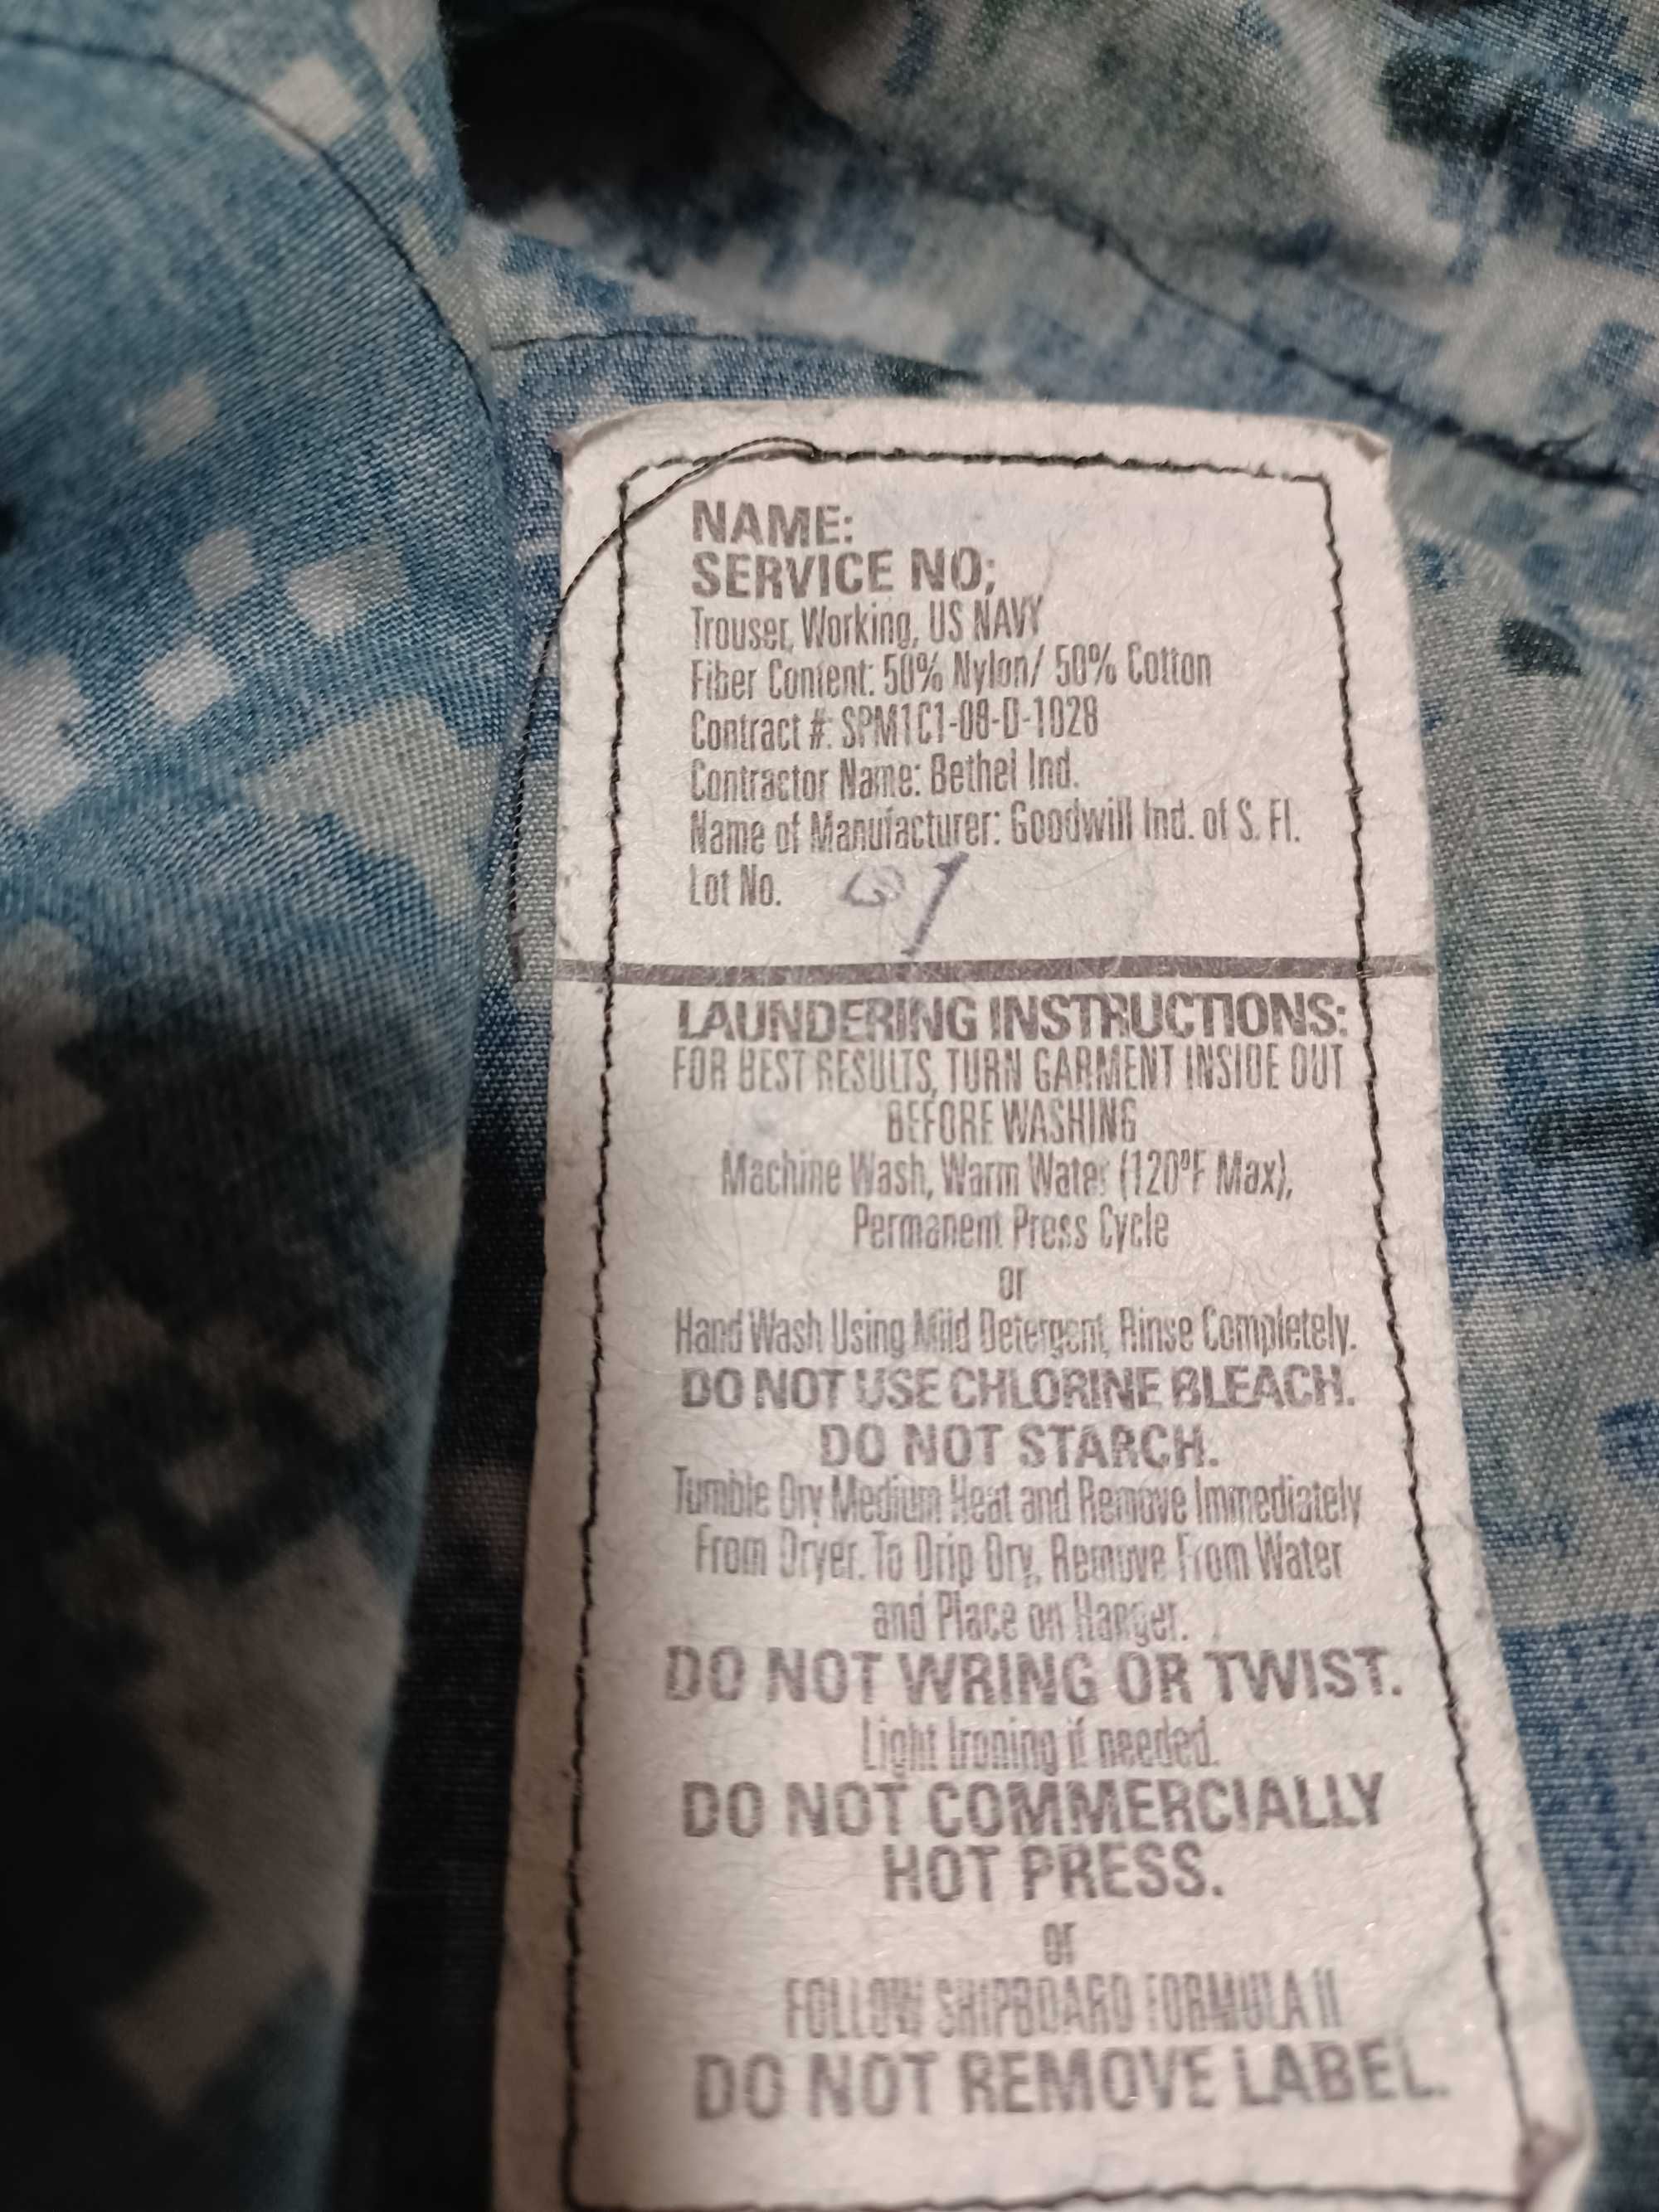 NAME:
SERVICE NO;
Trouser, Working, US NAVY
Fiber Content: 50% Nylon/ 50% Cotton
Contract #: SPM1C1-08-D-1028
Contractor Name: Bethel Ind.
Name of Manufacturer: Goodwill Ind. of S. Fl.
Lot No.
LAUNDERING INSTRUCTIONS:
FOR BEST RESULTS, TURN GARMENT INSIDE OUT
BEFORE WASHING
Machine Wash, Warm Water (120°F Max),
Permanent Press Cycle
or
Hand Wash Using Mild Detergent, Rinse Completely.
DO NOT USE CHLORINE BLEACH.
DO NOT STARCH.
Tumble Dry Medium Heat and Remove Immediately
From Dryer. To Drip Dry, Remove From Water
and Place on Hanger.
DO NOT WRING OR TWIST.
Light Ironing if needed.
DO NOT COMMERCIALLY
HOT PRESS.
or
FOLLOW SHIPBOARD FORMULA II
DO NOT REMOVE LABEL.